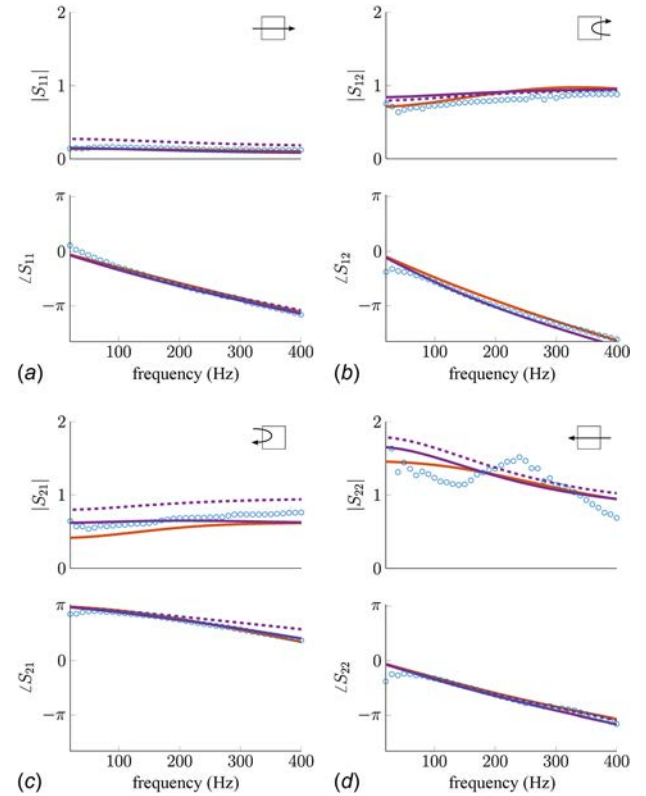 2
1
0
|S₁₁|
π
0
−π
∠S₁₁
100
200
300
400
frequency (Hz)
(a)
2
1
0
|S₁₂|
π
0
−π
∠S₁₂
100
200
300
400
frequency (Hz)
(b)
2
1
0
|S₂₁|
π
0
−π
∠S₂₁
100
200
300
400
frequency (Hz)
(c)
2
1
0
|S₂₂|
π
0
−π
∠S₂₂
100
200
300
400
frequency (Hz)
(d)